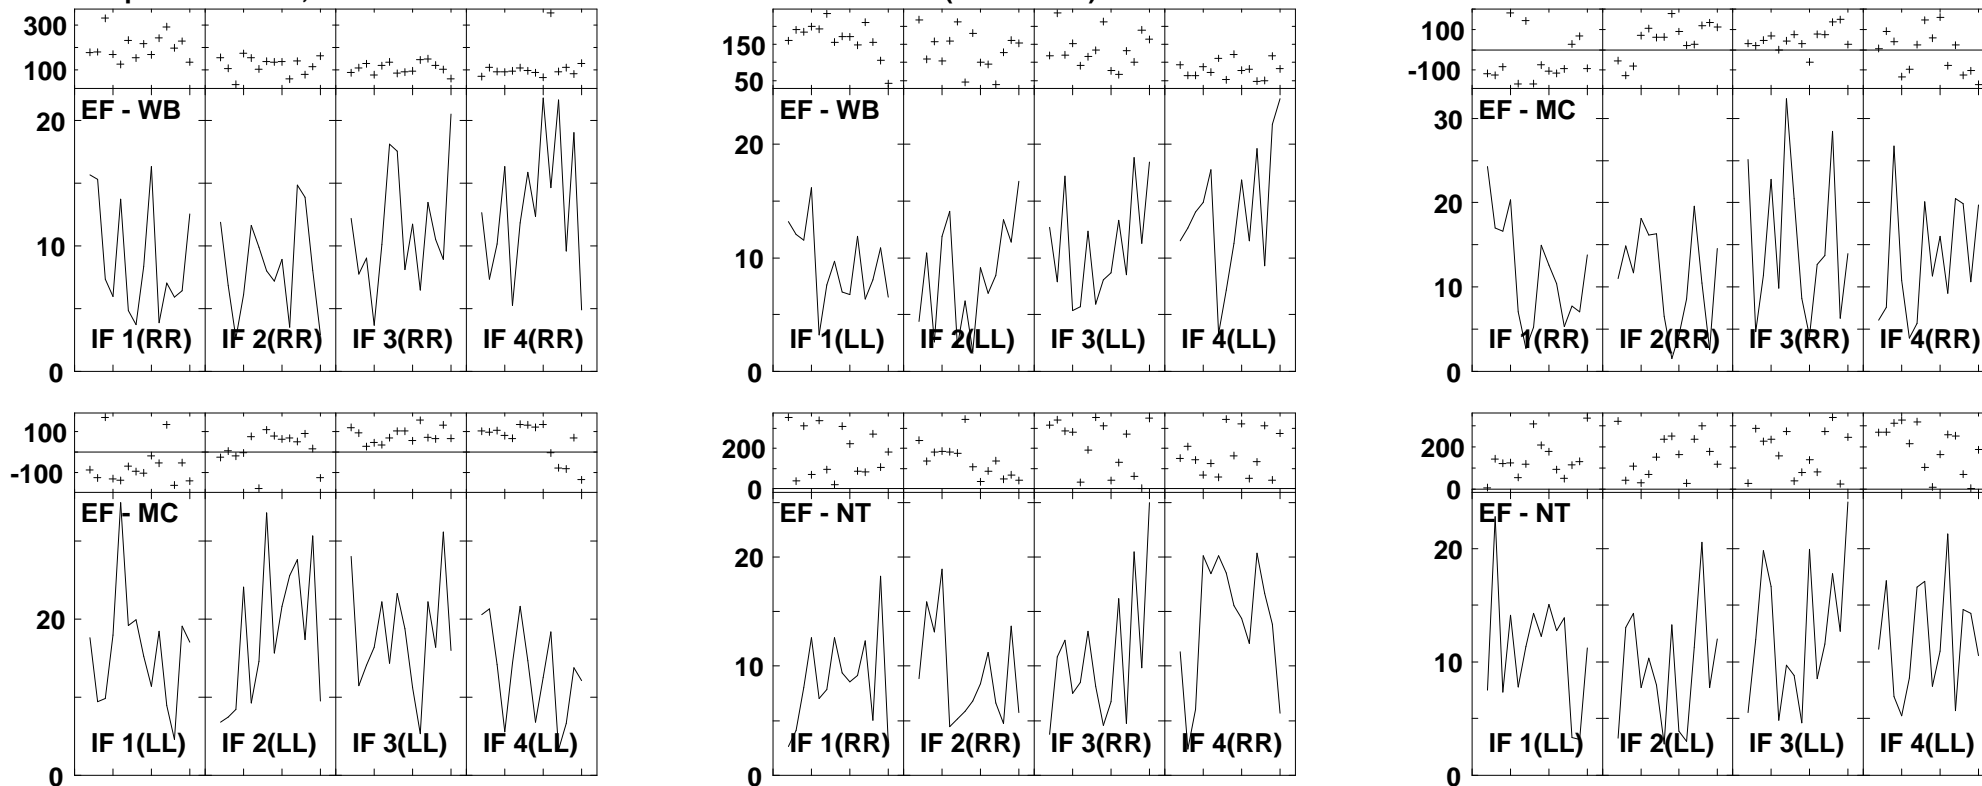 300
100
EF - WB
20
10
0
IF 1(RR) IF 2(RR) IF 3(RR) IF 4(RR)
150
50
EF - WB
20
10
0
IF 1(LL) IF 2(LL) IF 3(LL) IF 4(LL)
100
-100
EF - MC
30
20
10
0
IF 1(RR) IF 2(RR) IF 3(RR) IF 4(RR)
100
-100
EF - MC
20
0
IF 1(LL) IF 2(LL) IF 3(LL) IF 4(LL)
200
0
EF - NT
20
10
0
IF 1(RR) IF 2(RR) IF 3(RR) IF 4(RR)
200
0
EF - NT
20
10
0
IF 1(LL) IF 2(LL) IF 3(LL) IF 4(LL)